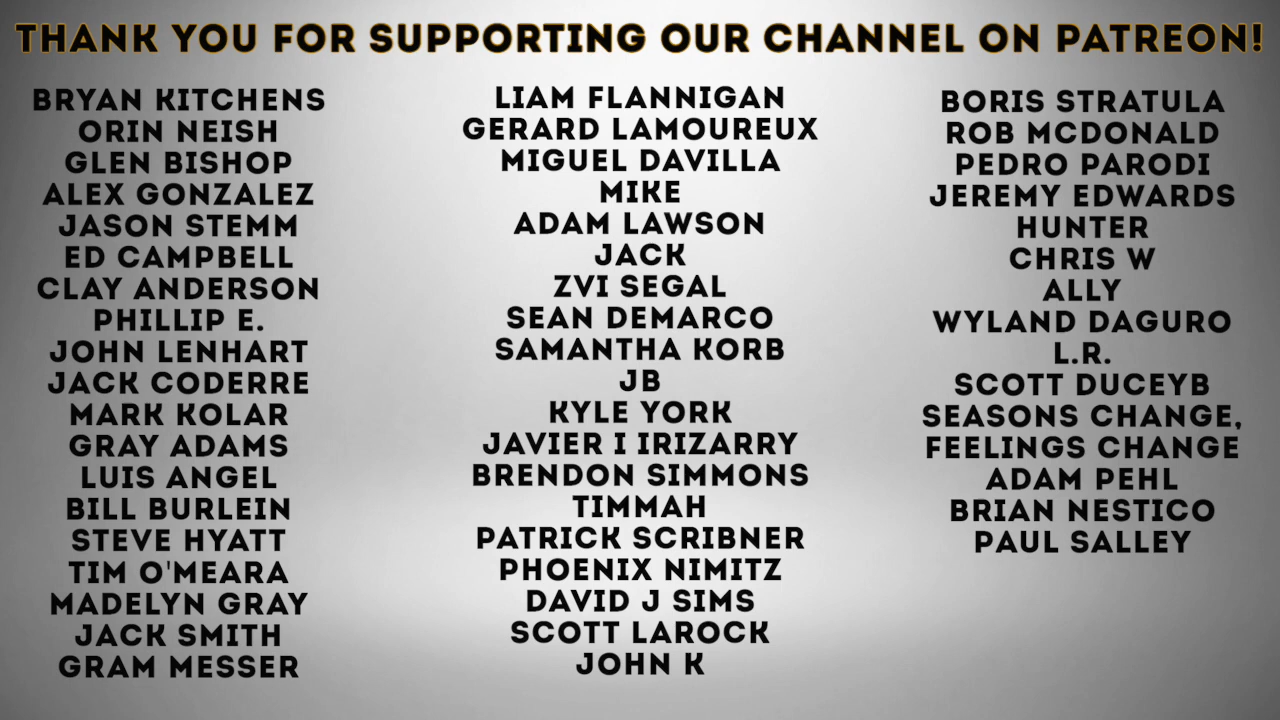 THANK YOU FOR SUPPORTING OUR CHANNEL ON PATREON!
BRYAN KITCHENS
ORIN NEISH
GLEN BISHOP
ALEX GONZALEZ
JASON STEMM
ED CAMPBELL
CLAY ANDERSON
PHILLIP E.
JOHN LENHART
JACK CODERRE
MARK KOLAR
GRAY ADAMS
LUIS ANGEL
BILL BURLEIN
STEVE HYATT
TIM O'MEARA
MADELYN GRAY
JACK SMITH
GRAM MESSER
LIAM FLANNIGAN
GERARD LAMOUREUX
MIGUEL DAVILLA
MIKE
ADAM LAWSON
JACK
ZVI SEGAL
SEAN DEMARCO
SAMANTHA KORB
JB
KYLE YORK
JAVIER I IRIZARRY
BRENDON SIMMONS
TIMMAH
PATRICK SCRIBNER
PHOENIX NIMITZ
DAVID J SIMS
SCOTT LAROCK
JOHN K
BORIS STRATULA
ROB MCDONALD
PEDRO PARODI
JEREMY EDWARDS
HUNTER
CHRIS W
ALLY
WYLAND DAGURO
L.R.
SCOTT DUCEYB
SEASONS CHANGE,
FEELINGS CHANGE
ADAM PEHL
BRIAN NESTICO
PAUL SALLEY